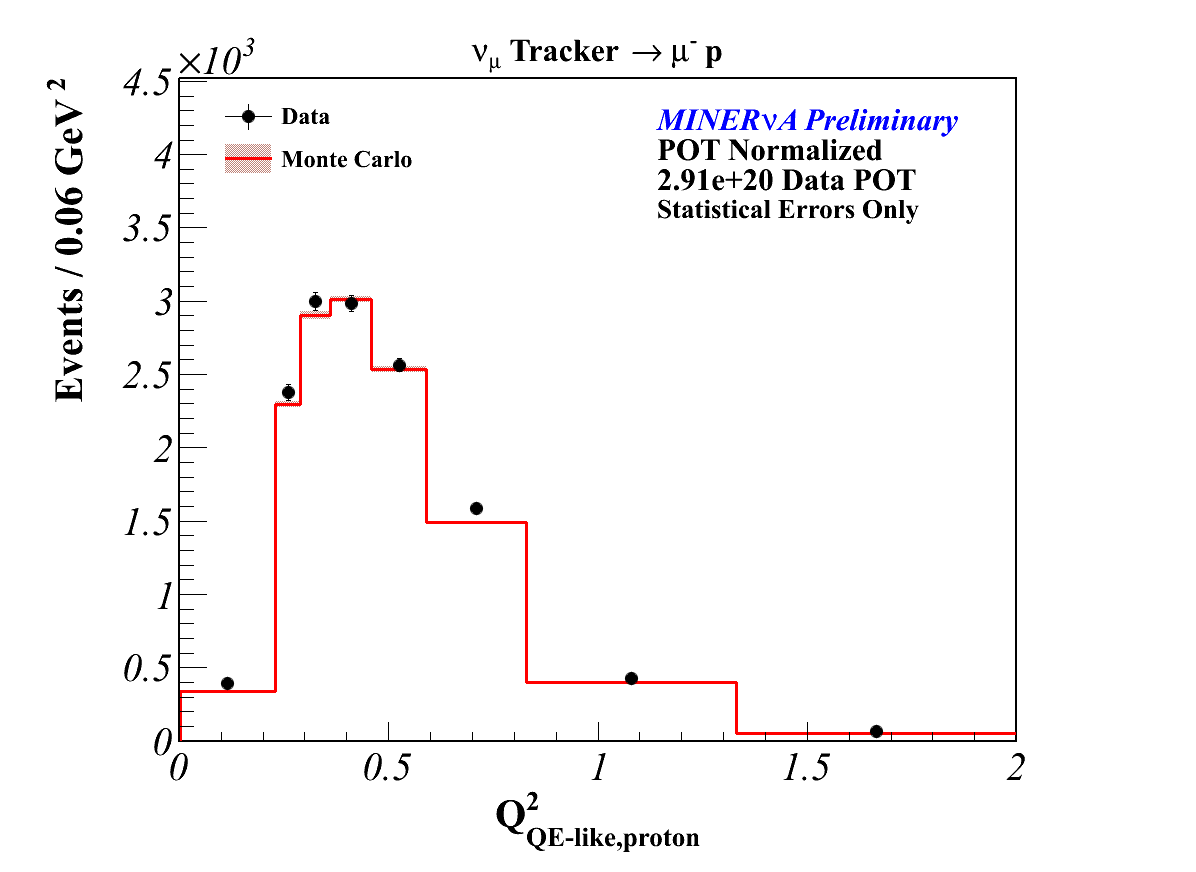 ν_μ Tracker → μ⁻ p
×10³
Events / 0.06 GeV²
4.5
4
3.5
3
2.5
2
1.5
1
0.5
0
Data
Monte Carlo
MINERνA Preliminary
POT Normalized
2.91e+20 Data POT
Statistical Errors Only
0 0.5 1 1.5 2
Q²_QE-like,proton